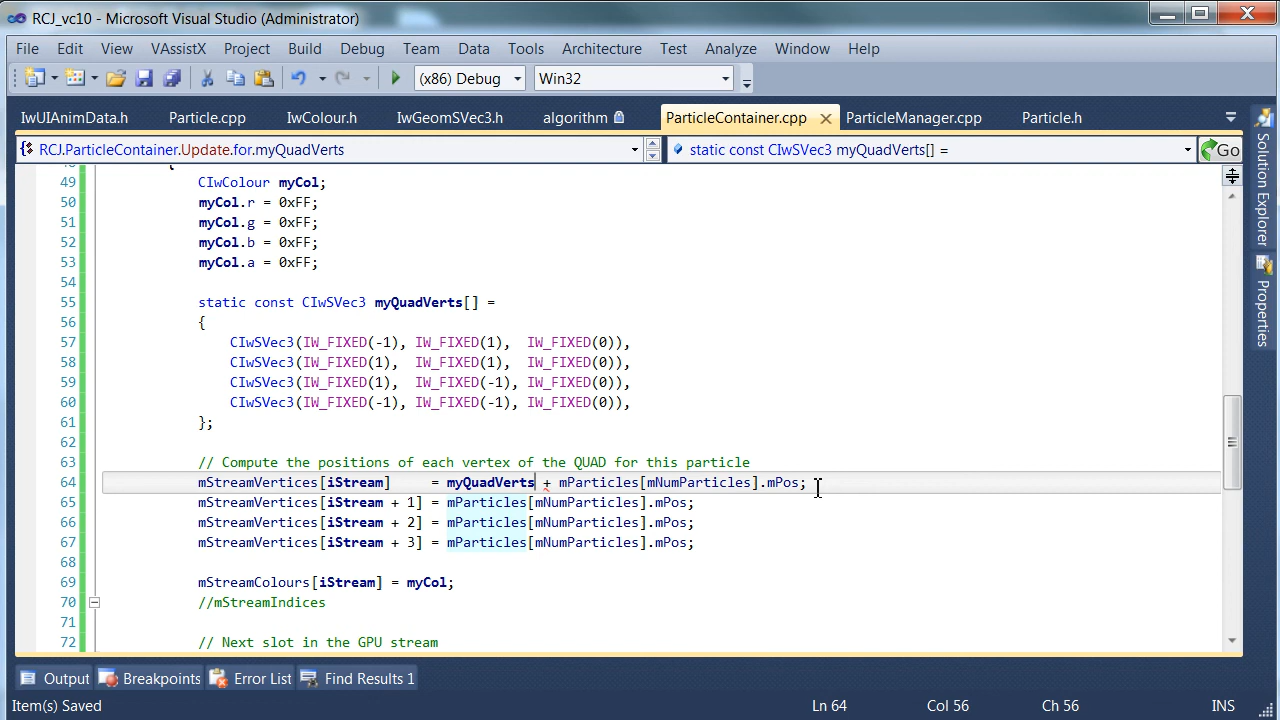 RCJ_vc10 - Microsoft Visual Studio (Administrator)
File Edit View VAssistX Project Build Debug Team Data Tools Architecture Test Analyze Window Help
(x86) Debug Win32
IwUIAnimData.h Particle.cpp IwColour.h IwGeomSVec3.h algorithm ParticleContainer.cpp ParticleManager.cpp Particle.h
RCJ.ParticleContainer.Update.for.myQuadVerts static const CIwSVec3 myQuadVerts[] = Go
49 CIwColour myCol;
50 myCol.r = 0xFF;
51 myCol.g = 0xFF;
52 myCol.b = 0xFF;
53 myCol.a = 0xFF;
54
55 static const CIwSVec3 myQuadVerts[] =
56 {
57 CIwSVec3(IW_FIXED(-1), IW_FIXED(1), IW_FIXED(0)),
58 CIwSVec3(IW_FIXED(1), IW_FIXED(1), IW_FIXED(0)),
59 CIwSVec3(IW_FIXED(1), IW_FIXED(-1), IW_FIXED(0)),
60 CIwSVec3(IW_FIXED(-1), IW_FIXED(-1), IW_FIXED(0)),
61 };
62
63 // Compute the positions of each vertex of the QUAD for this particle
64 mStreamVertices[iStream] = myQuadVerts + mParticles[mNumParticles].mPos;
65 mStreamVertices[iStream + 1] = mParticles[mNumParticles].mPos;
66 mStreamVertices[iStream + 2] = mParticles[mNumParticles].mPos;
67 mStreamVertices[iStream + 3] = mParticles[mNumParticles].mPos;
68
69 mStreamColours[iStream] = myCol;
70 //mStreamIndices
71
72 // Next slot in the GPU stream
Solution Explorer
Properties
Output Breakpoints Error List Find Results 1
Item(s) Saved Ln 64 Col 56 Ch 56 INS